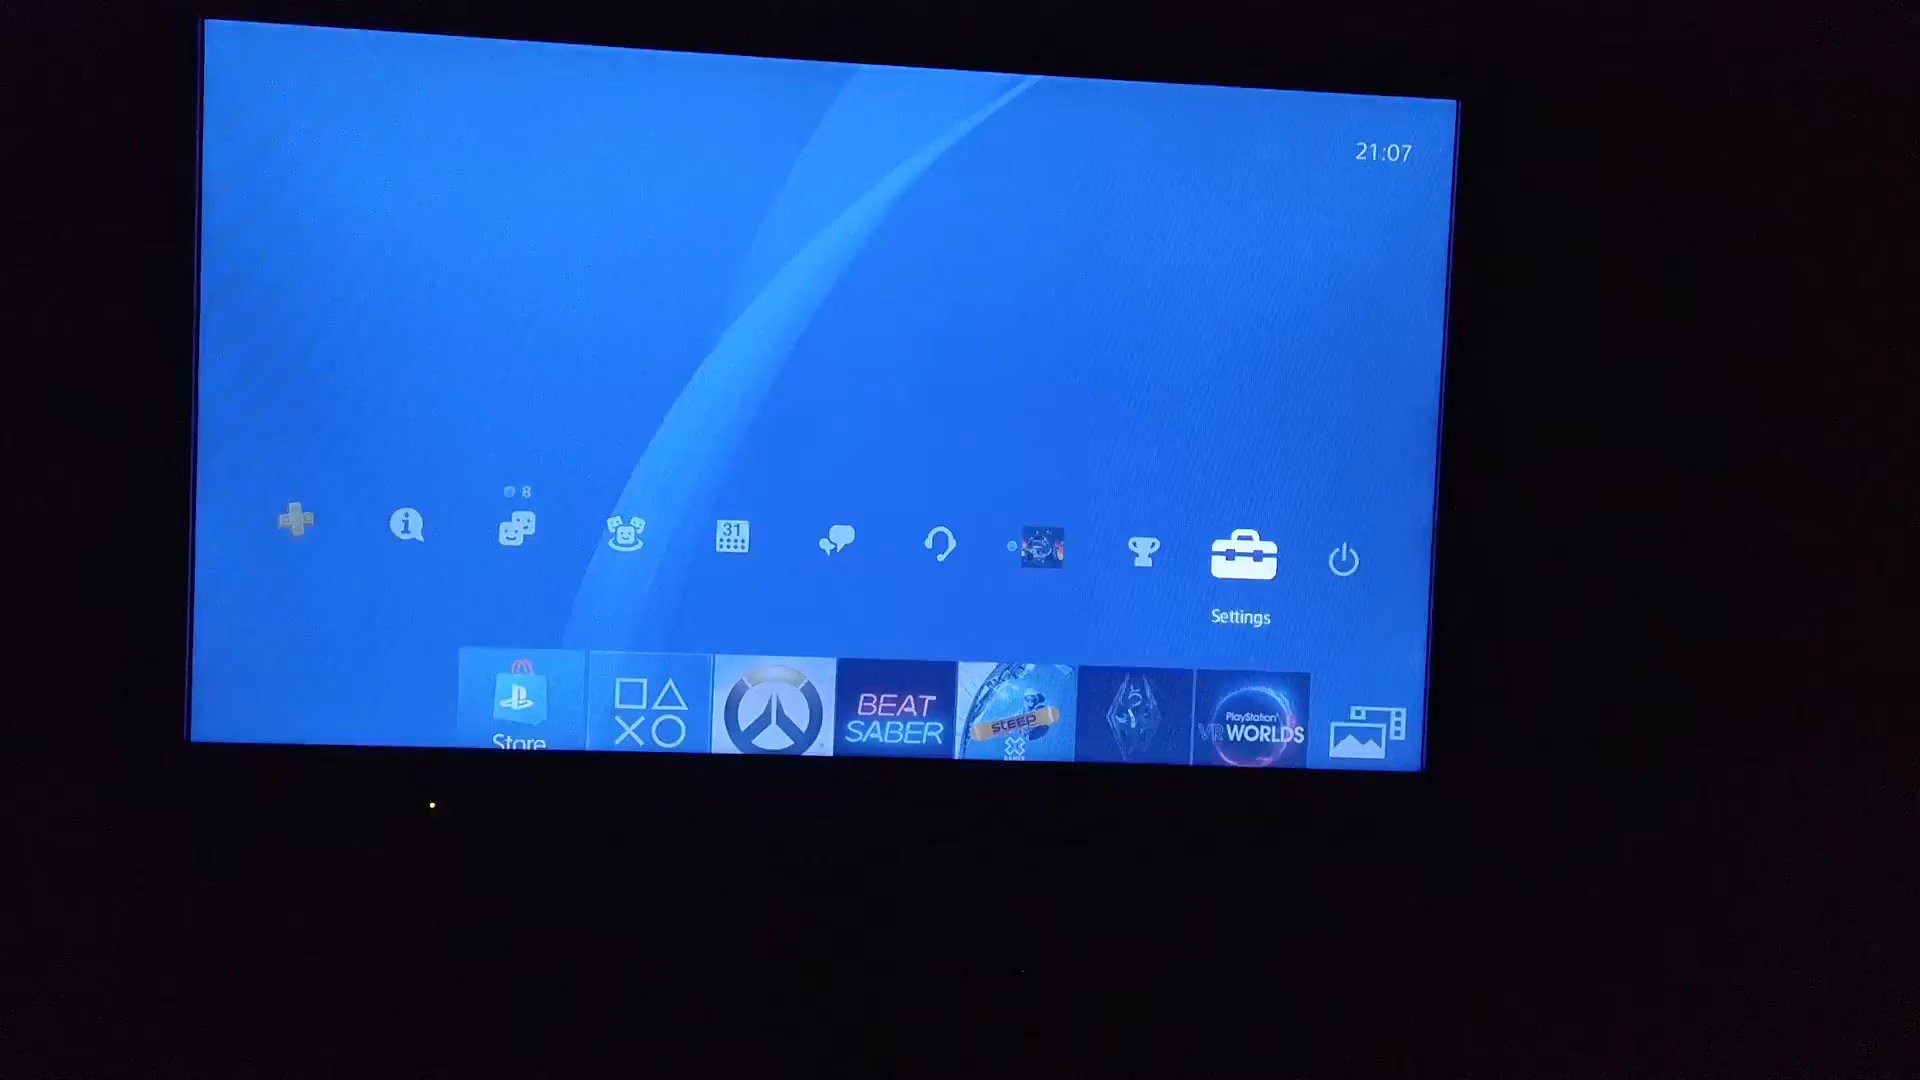 21:07
8
31
Settings
Store
BEAT
SABER
STEEP
PlayStation
VR WORLDS